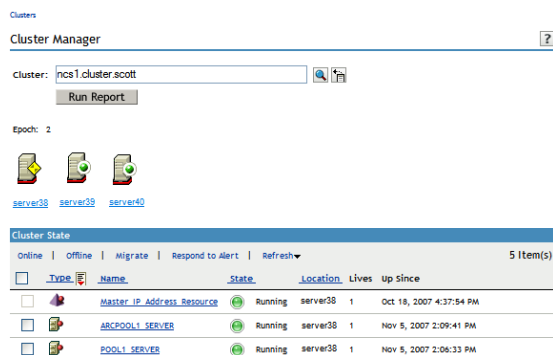 Clusters
Cluster Manager
?
Cluster: ncs1.cluster.scott
Run Report
Epoch: 2
server38 server39 server40
Cluster State
Online | Offline | Migrate | Respond to Alert | Refresh 5 Item(s)
Type Name State Location Lives Up Since
Master IP Address Resource Running server38 1 Oct 18, 2007 4:37:54 PM
ARCPOOL1 SERVER Running server38 1 Nov 5, 2007 2:09:41 PM
POOL1 SERVER Running server38 1 Nov 5, 2007 2:06:33 PM